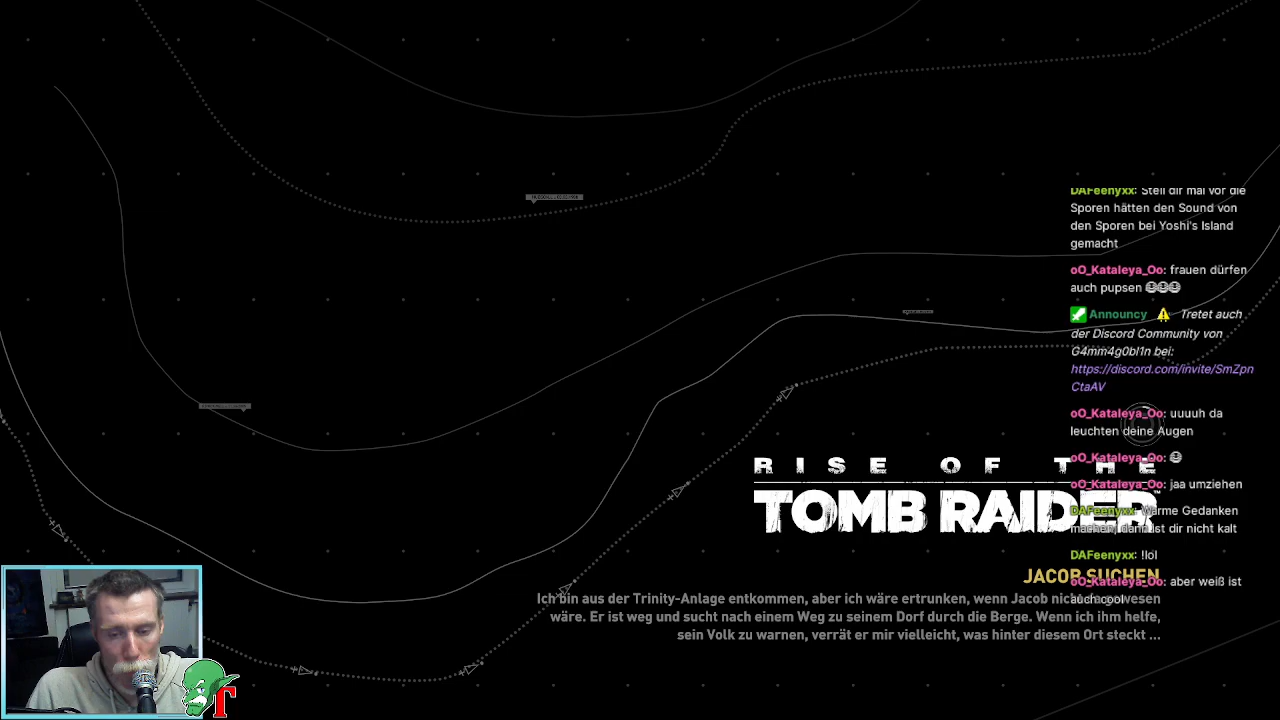 DAFeenyxx: Stell dir mal vor die
Sporen hätten den Sound von
den Sporen bei Yoshi's Island
gemacht
oO_Kataleya_Oo: frauen dürfen
auch pupsen
Announcy Tretet auch
der Discord Community von
G4mm4g0bl1n bei:
https://discord.com/invite/SmZpn
CtaAV
oO_Kataleya_Oo: uuuuh da
leuchten deine Augen
oO_Kataleya_Oo:
oO_Kataleya_Oo: jaa umziehen
DAFeenyxx: Warme Gedanken
machen, dann ist dir nicht kalt
DAFeenyxx: !lol
oO_Kataleya_Oo: aber weiß ist
auch cool
RISE OF THE
TOMB RAIDER
JACOB SUCHEN
Ich bin aus der Trinity-Anlage entkommen, aber ich wäre ertrunken, wenn Jacob nicht gewesen
wäre. Er ist weg und sucht nach einem Weg zu seinem Dorf durch die Berge. Wenn ich ihm helfe,
sein Volk zu warnen, verrät er mir vielleicht, was hinter diesem Ort steckt ...